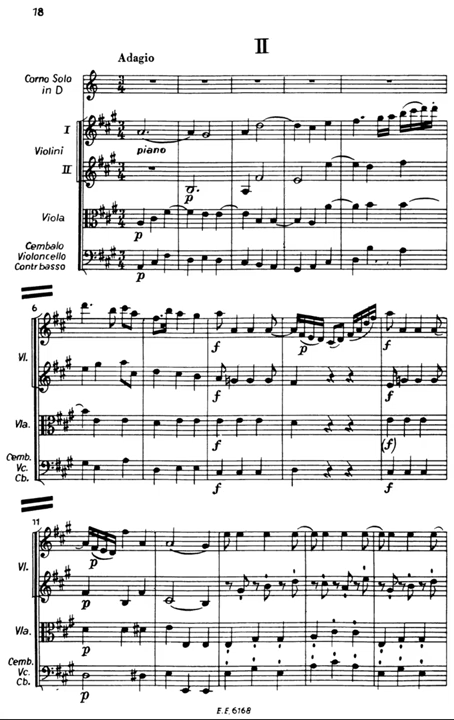 18
II
Adagio
Corno Solo
in D
I
Violini
piano
II
p
Viola
p
Cembalo
Violoncello
Contrabasso
p
6
Vl.
f p f
f f
Vla.
f (f)
Cemb.
Vc.
Cb.
f f
11
Vl.
p
p
Vla.
p
Cemb.
Vc.
Cb.
p
E.E. 6168